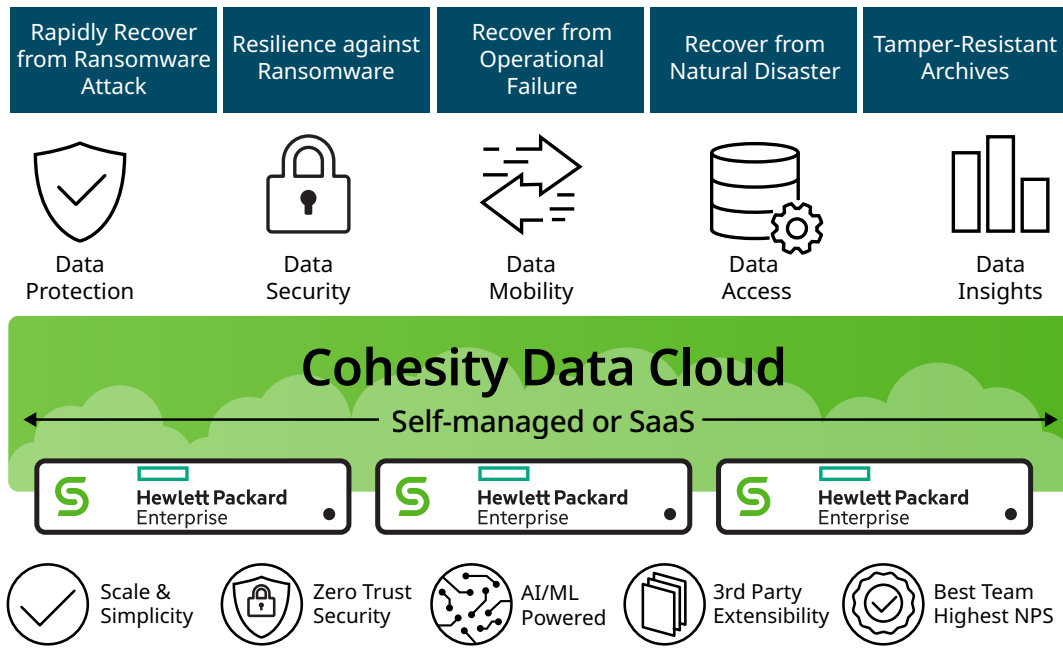 Rapidly Recover
from Ransomware
Attack
Resilience against
Ransomware
Recover from
Operational
Failure
Recover from
Natural Disaster
Tamper-Resistant
Archives
Data
Protection
Data
Security
Data
Mobility
Data
Access
Data
Insights
Cohesity Data Cloud
Self-managed or SaaS
Hewlett Packard
Enterprise
Hewlett Packard
Enterprise
Hewlett Packard
Enterprise
Scale &
Simplicity
Zero Trust
Security
AI/ML
Powered
3rd Party
Extensibility
Best Team
Highest NPS